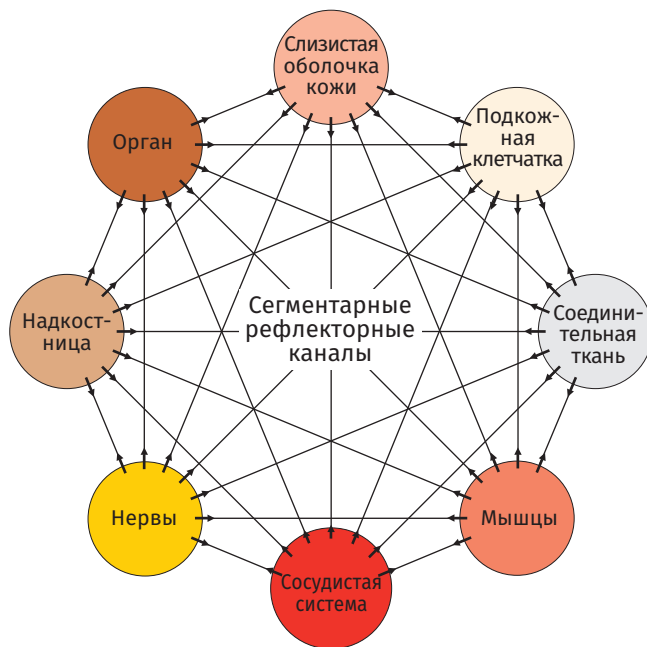 Слизистая
оболочка
кожи
Подкож-
ная
клетчатка
Орган
Сегментарные
рефлекторные
каналы
Надкост-
ница
Соедини-
тельная
ткань
Нервы
Мышцы
Сосудистая
система